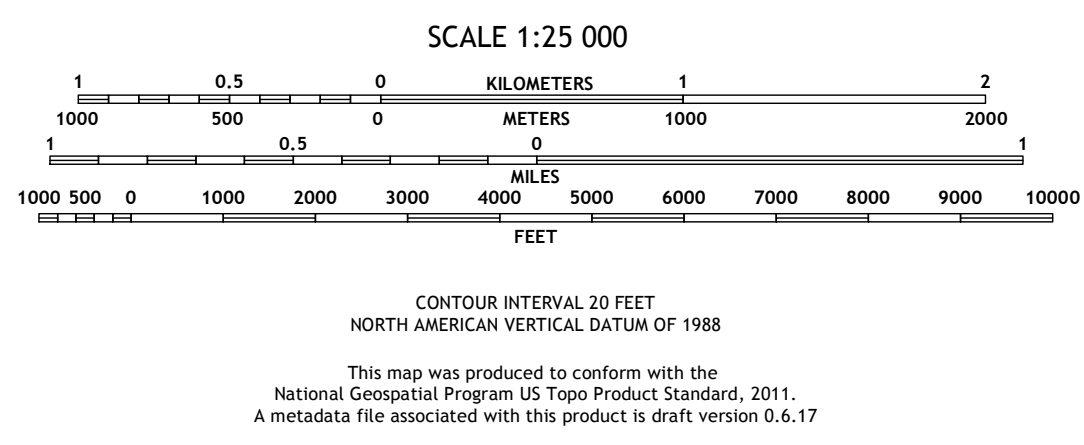 SCALE 1:25 000
1 0.5 0 KILOMETERS 1 2
1000 500 0 METERS 1000 2000
1 0.5 0 1
MILES
1000 500 0 1000 2000 3000 4000 5000 6000 7000 8000 9000 10000
FEET
CONTOUR INTERVAL 20 FEET
NORTH AMERICAN VERTICAL DATUM OF 1988
This map was produced to conform with the
National Geospatial Program US Topo Product Standard, 2011.
A metadata file associated with this product is draft version 0.6.17